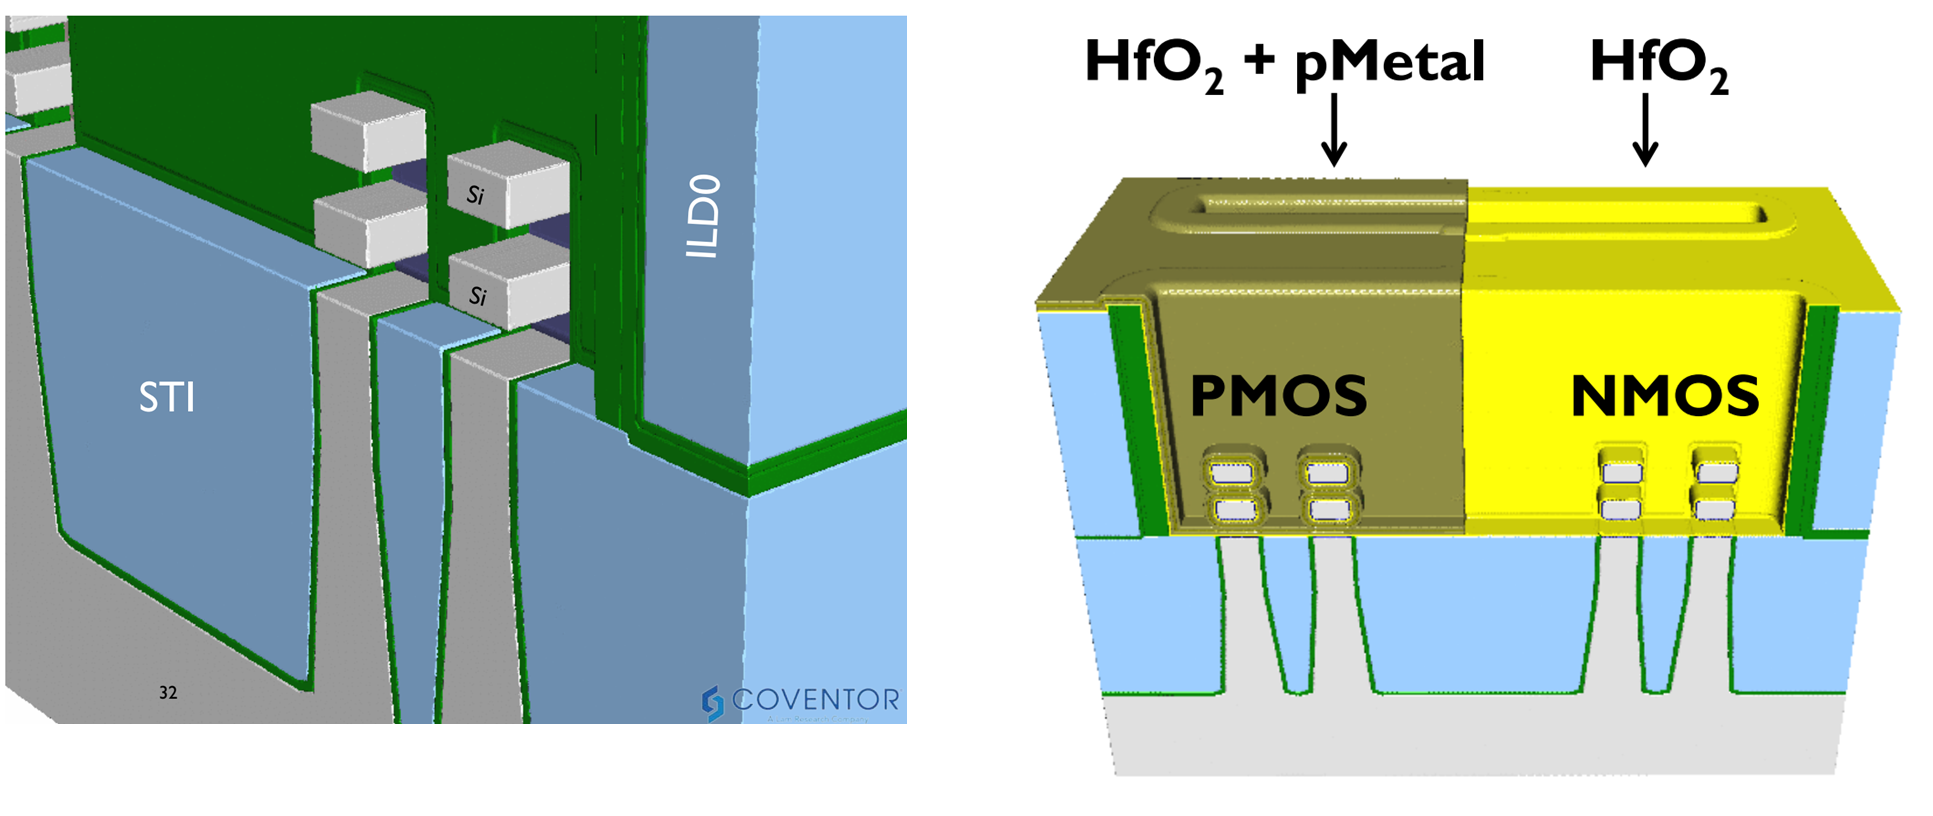 STI
Si
Si
ILD0
32
COVENTOR
HfO₂ + pMetal
HfO₂
PMOS
NMOS